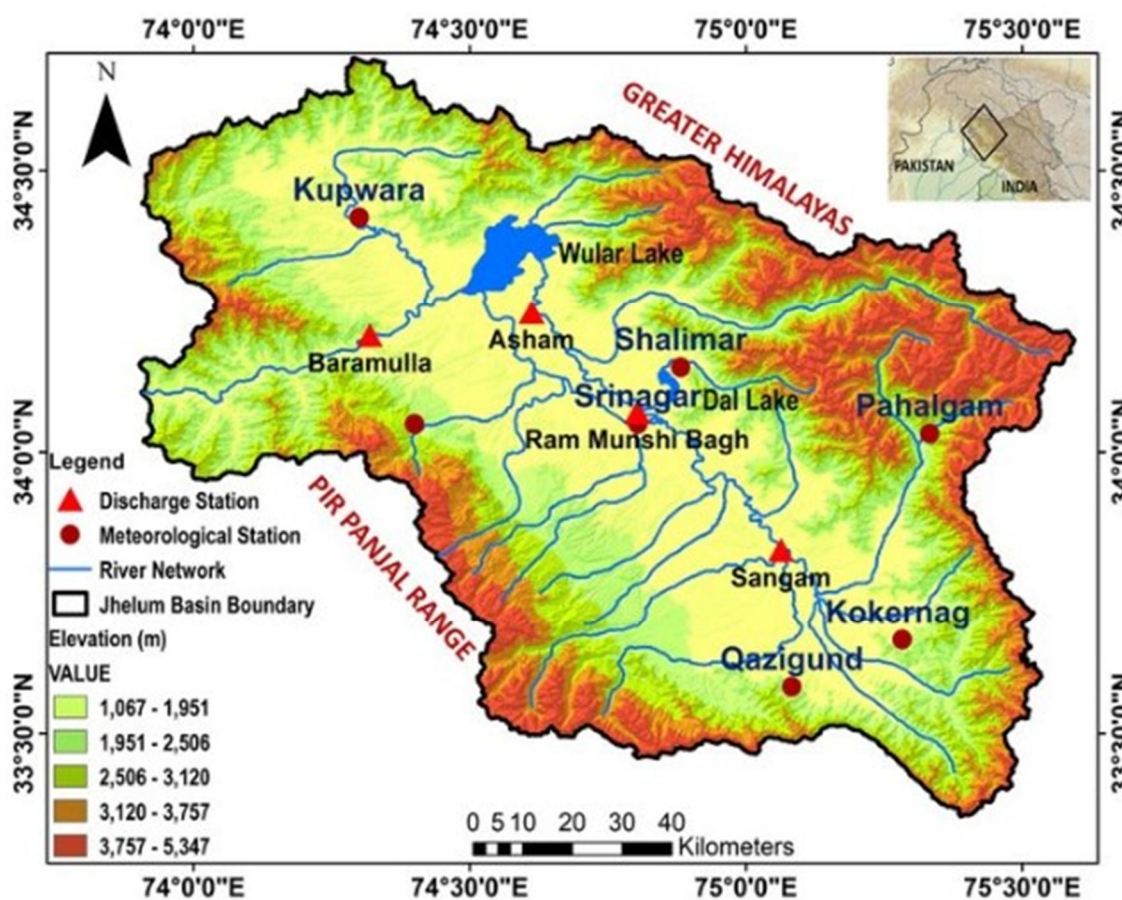 74°0'0"E 74°30'0"E 75°0'0"E 75°30'0"E
N
GREATER HIMALAYAS
PAKISTAN
INDIA
34°30'0"N
34°30'0"N
Kupwara
Wular Lake
Asham
Shalimar
Baramulla
Srinagar
Dal Lake
Pahalgam
Ram Munshi Bagh
34°0'0"N
34°0'0"N
PIR PANJAL RANGE
Sangam
Kokernag
Qazigund
33°30'0"N
33°30'0"N
Legend
Discharge Station
Meteorological Station
River Network
Jhelum Basin Boundary
Elevation (m)
VALUE
1,067 - 1,951
1,951 - 2,506
2,506 - 3,120
3,120 - 3,757
3,757 - 5,347
0 5 10 20 30 40
Kilometers
74°0'0"E 74°30'0"E 75°0'0"E 75°30'0"E